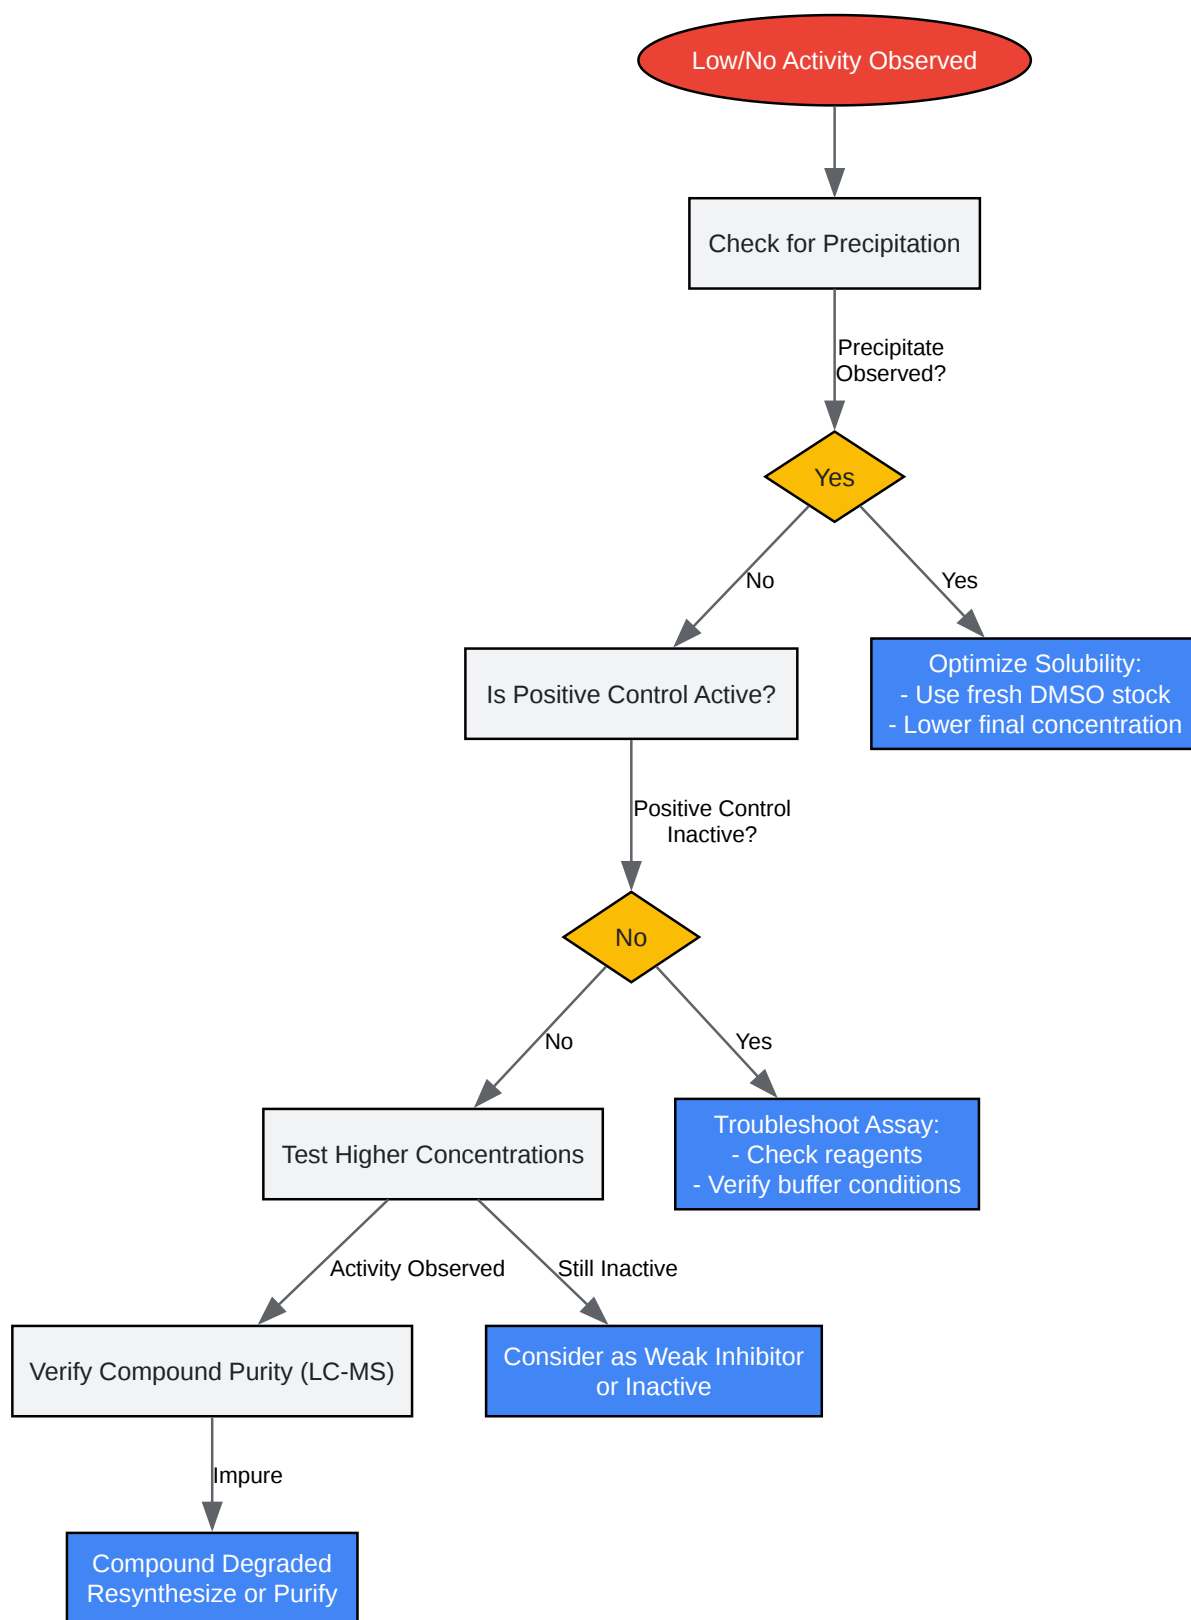 Low/No Activity Observed
Check for Precipitation
Precipitate
Observed?
Yes
No
Yes
Is Positive Control Active?
Optimize Solubility:
- Use fresh DMSO stock
- Lower final concentration
Positive Control
Inactive?
No
No
Yes
Test Higher Concentrations
Troubleshoot Assay:
- Check reagents
- Verify buffer conditions
Activity Observed
Still Inactive
Verify Compound Purity (LC-MS)
Consider as Weak Inhibitor
or Inactive
Impure
Compound Degraded
Resynthesize or Purify